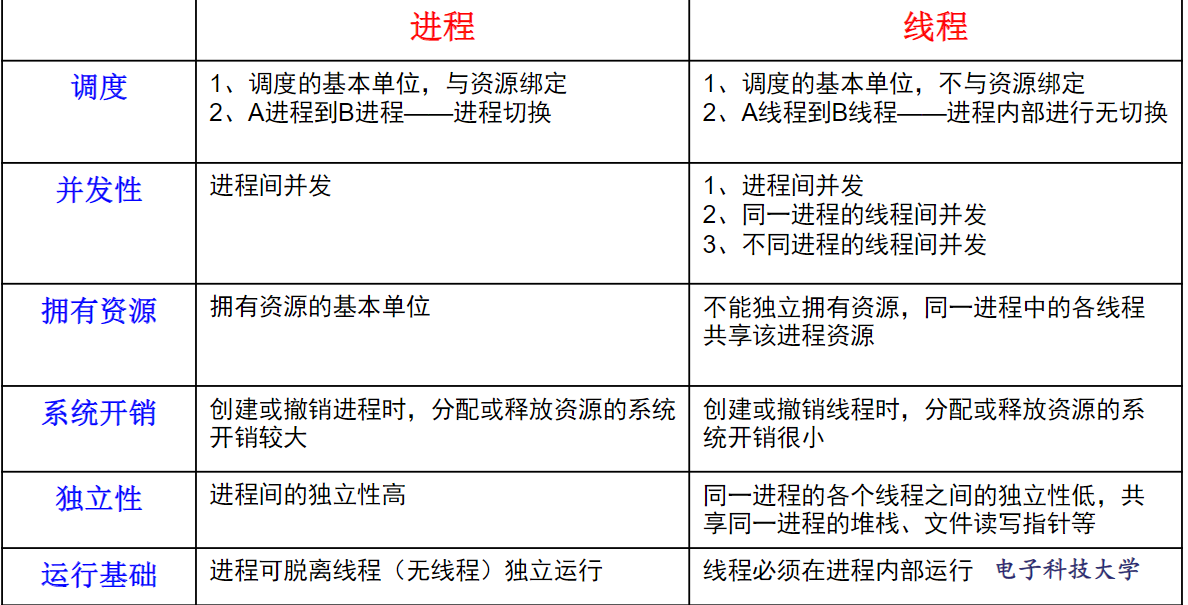 进程 线程
调度
1、调度的基本单位，与资源绑定
2、A进程到B进程——进程切换
1、调度的基本单位，不与资源绑定
2、A线程到B线程——进程内部进行无切换
并发性
进程间并发
1、进程间并发
2、同一进程的线程间并发
3、不同进程的线程间并发
拥有资源
拥有资源的基本单位
不能独立拥有资源，同一进程中的各线程
共享该进程资源
系统开销
创建或撤销进程时，分配或释放资源的系统
开销较大
创建或撤销线程时，分配或释放资源的系
统开销很小
独立性
进程间的独立性高
同一进程的各个线程之间的独立性低，共
享同一进程的堆栈、文件读写指针等
运行基础
进程可脱离线程（无线程）独立运行
线程必须在进程内部运行 电子科技大学